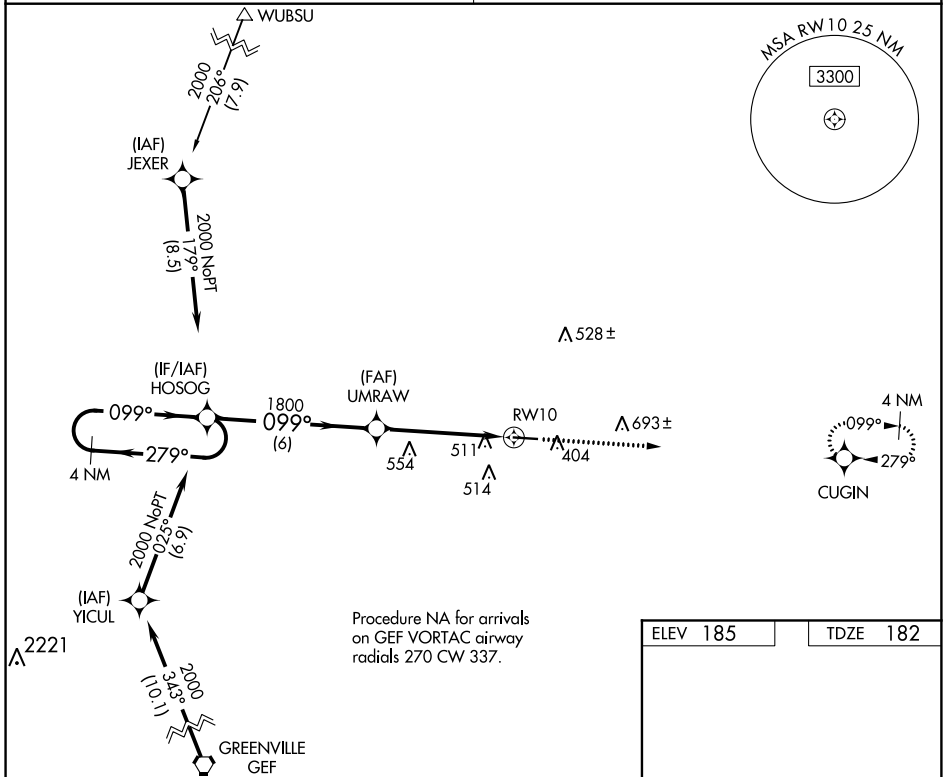 WUBSU
MSA RW10 25 NM
3300
2000
206°
(7.9)
(IAF)
JEXER
2000 NoPT
179°
(8.5)
528 ±
(IF/IAF)
HOSOG
(FAF)
UMRAW
099°
1800
099°
(6)
RW10
693 ±
4 NM
099°
279°
279°
4 NM
554
511
404
514
CUGIN
2000 NoPT
025°
(6.9)
(IAF)
YICUL
Procedure NA for arrivals
on GEF VORTAC airway
radials 270 CW 337.
ELEV 185
TDZE 182
2221
2000
343°
(10.1)
GREENVILLE
GEF